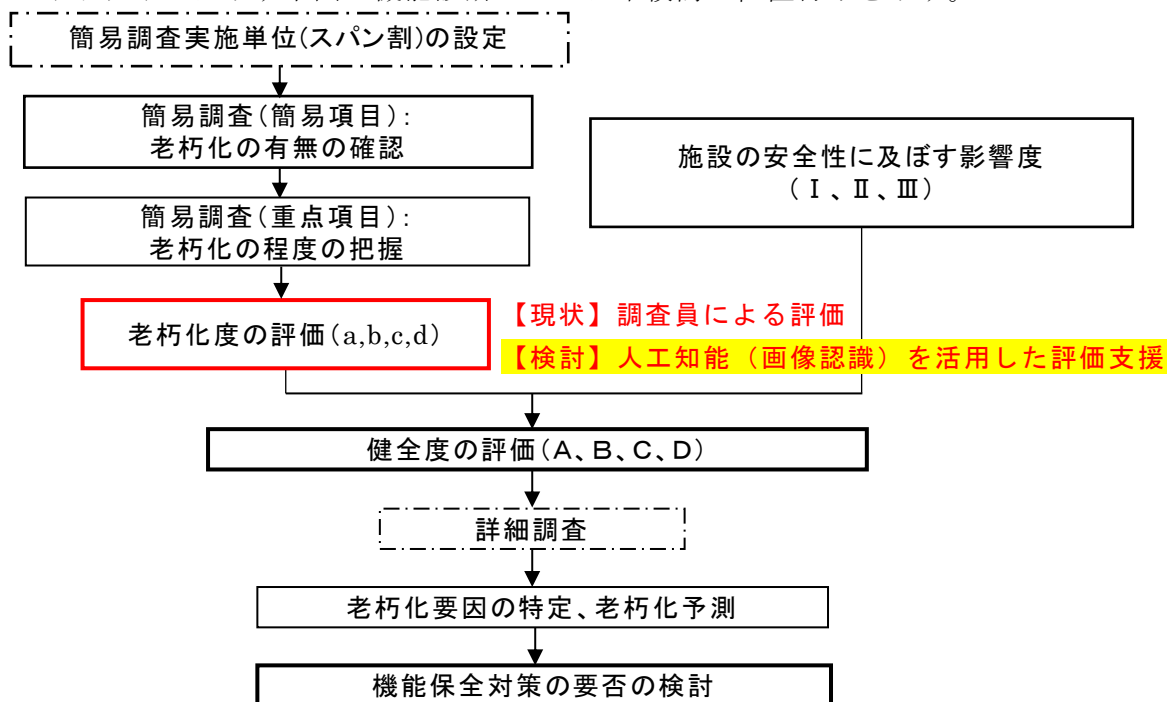 簡易調査実施単位(スパン割)の設定
簡易調査(簡易項目):
老朽化の有無の確認
簡易調査(重点項目):
老朽化の程度の把握
施設の安全性に及ぼす影響度
(Ⅰ、Ⅱ、Ⅲ)
老朽化度の評価(a,b,c,d)
【現状】調査員による評価
【検討】人工知能(画像認識)を活用した評価支援
健全度の評価(A、B、C、D)
詳細調査
老朽化要因の特定、老朽化予測
機能保全対策の要否の検討